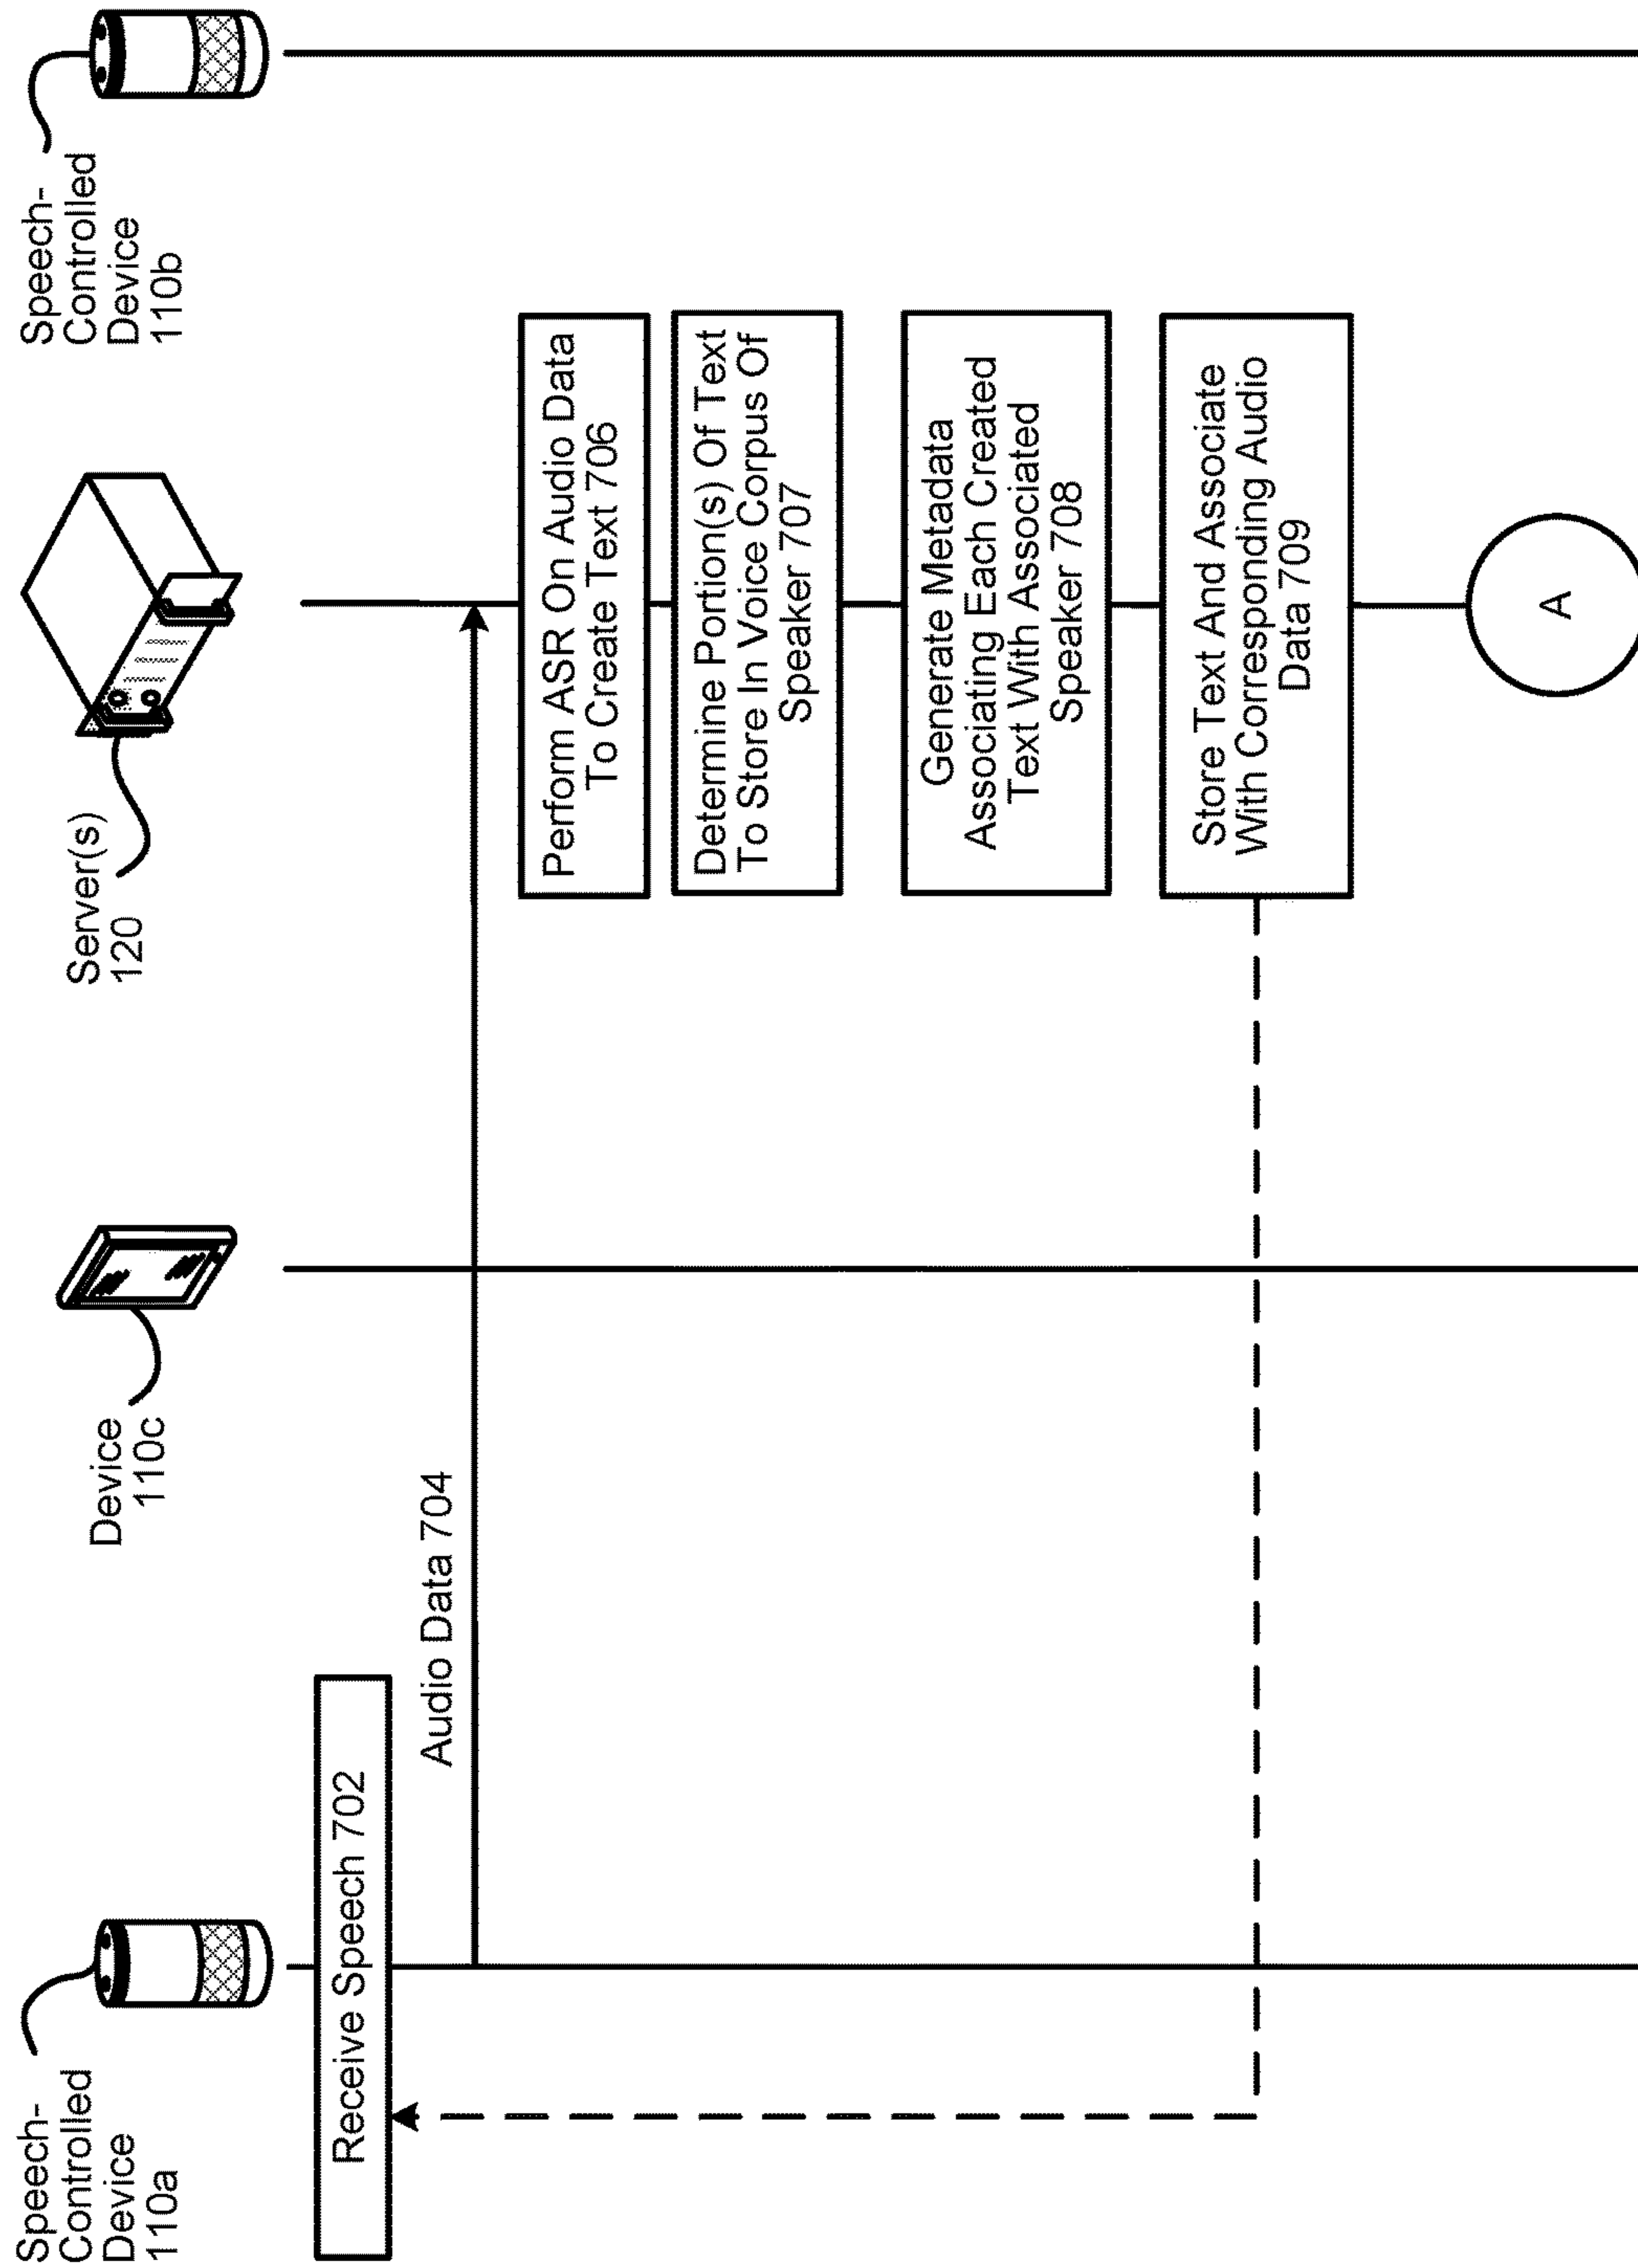 Speech-
Controlled
Device
110a
Device
110c
Server(s)
120
Speech-
Controlled
Device
110b
Receive Speech 702
Audio Data 704
Perform ASR On Audio Data
To Create Text 706
Determine Portion(s) Of Text
To Store In Voice Corpus Of
Speaker 707
Generate Metadata
Associating Each Created
Text With Associated
Speaker 708
Store Text And Associate
With Corresponding Audio
Data 709
A